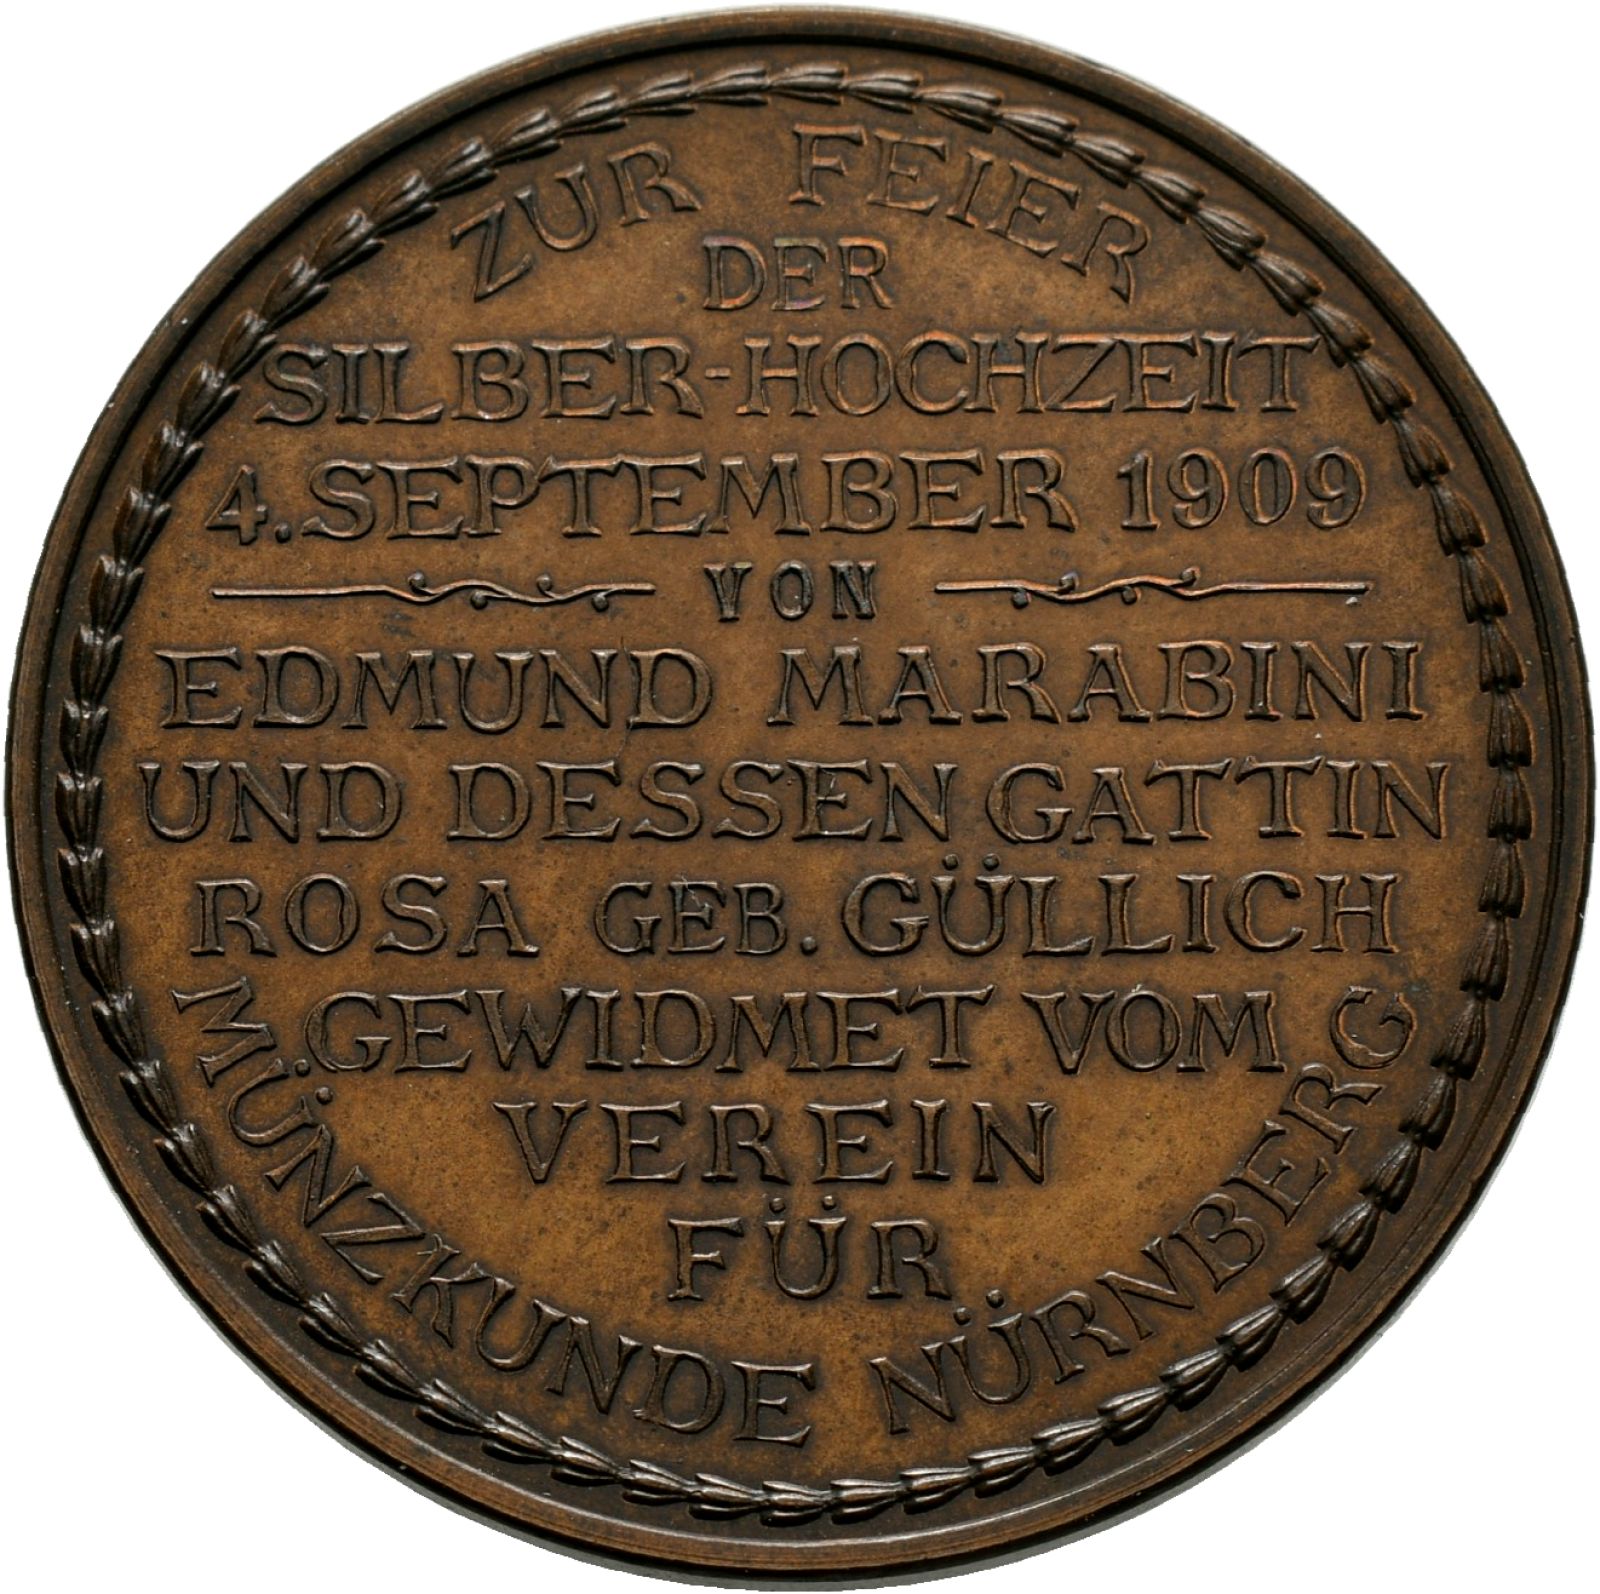 ZUR FEIER
DER
SILBER-HOCHZEIT
4. SEPTEMBER 1909
VON
EDMUND MARABINI
UND DESSEN GATTIN
ROSA GEB. GÜLLICH
GEWIDMET VOM
VEREIN
FÜR
MÜNZKUNDE NÜRNBERG